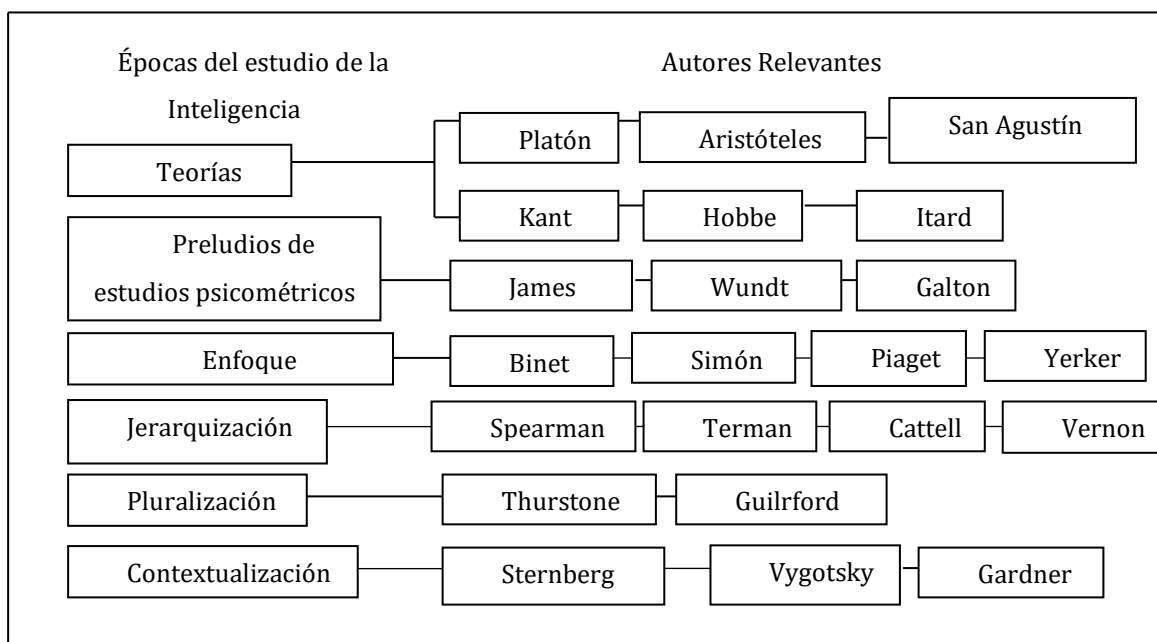 Épocas del estudio de la
Inteligencia
Autores Relevantes
Teorías
Platón
Aristóteles
San Agustín
Kant
Hobbe
Itard
Preludios de
estudios psicométricos
James
Wundt
Galton
Enfoque
Binet
Simón
Piaget
Yerker
Jerarquización
Spearman
Terman
Cattell
Vernon
Pluralización
Thurstone
Guilrford
Contextualización
Sternberg
Vygotsky
Gardner